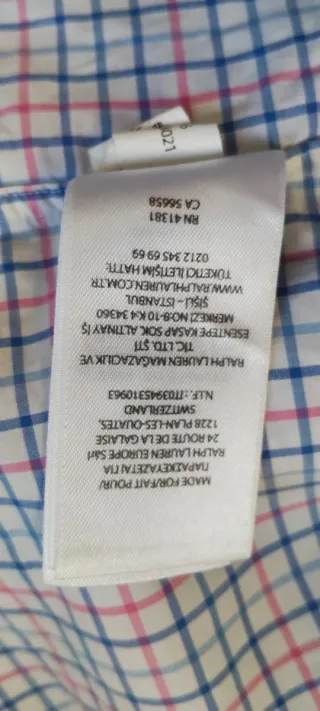 MADE FOR/FAIT POUR/
ΠΑΡΑΣΚΕΥΑΖΕΤΑΙ ΓΙΑ
RALPH LAUREN EUROPE Sàrl
24 ROUTE DE LA GALAISE
1228 PLAN-LES-OUATES,
SWITZERLAND
N.I.F. : IT03945310963
RALPH LAUREN MAĞAZACILIK VE
TİC. LTD. ŞTİ
ESENTEPE KASAP SOK. ALTINAY İŞ
MERKEZİ NO:8-10 K:4 34360
ŞİŞLİ – İSTANBUL
WWW.RALPHLAUREN.COM.TR
TÜKETİCİ İLETİŞİM HATTI:
0212 345 69 69
RN 41381
CA 56658